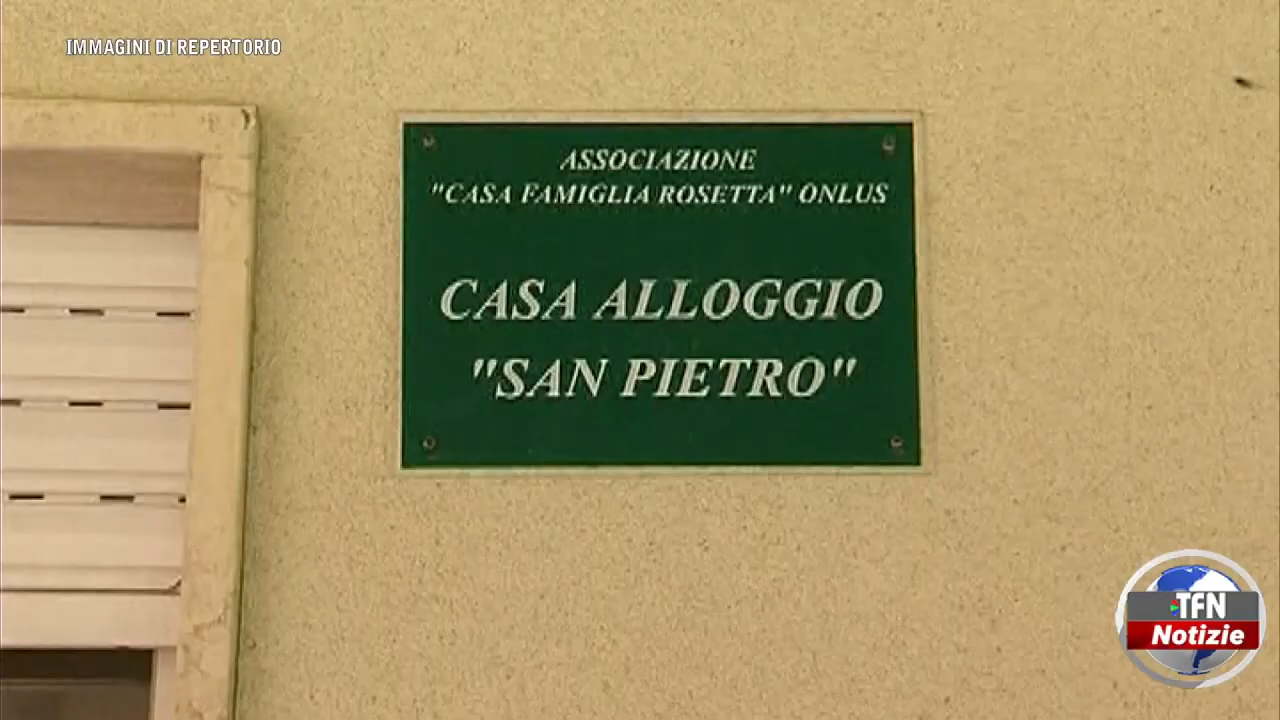 IMMAGINI DI REPERTORIO
ASSOCIAZIONE
"CASA FAMIGLIA ROSETTA" ONLUS
CASA ALLOGGIO
"SAN PIETRO"
TFN
Notizie